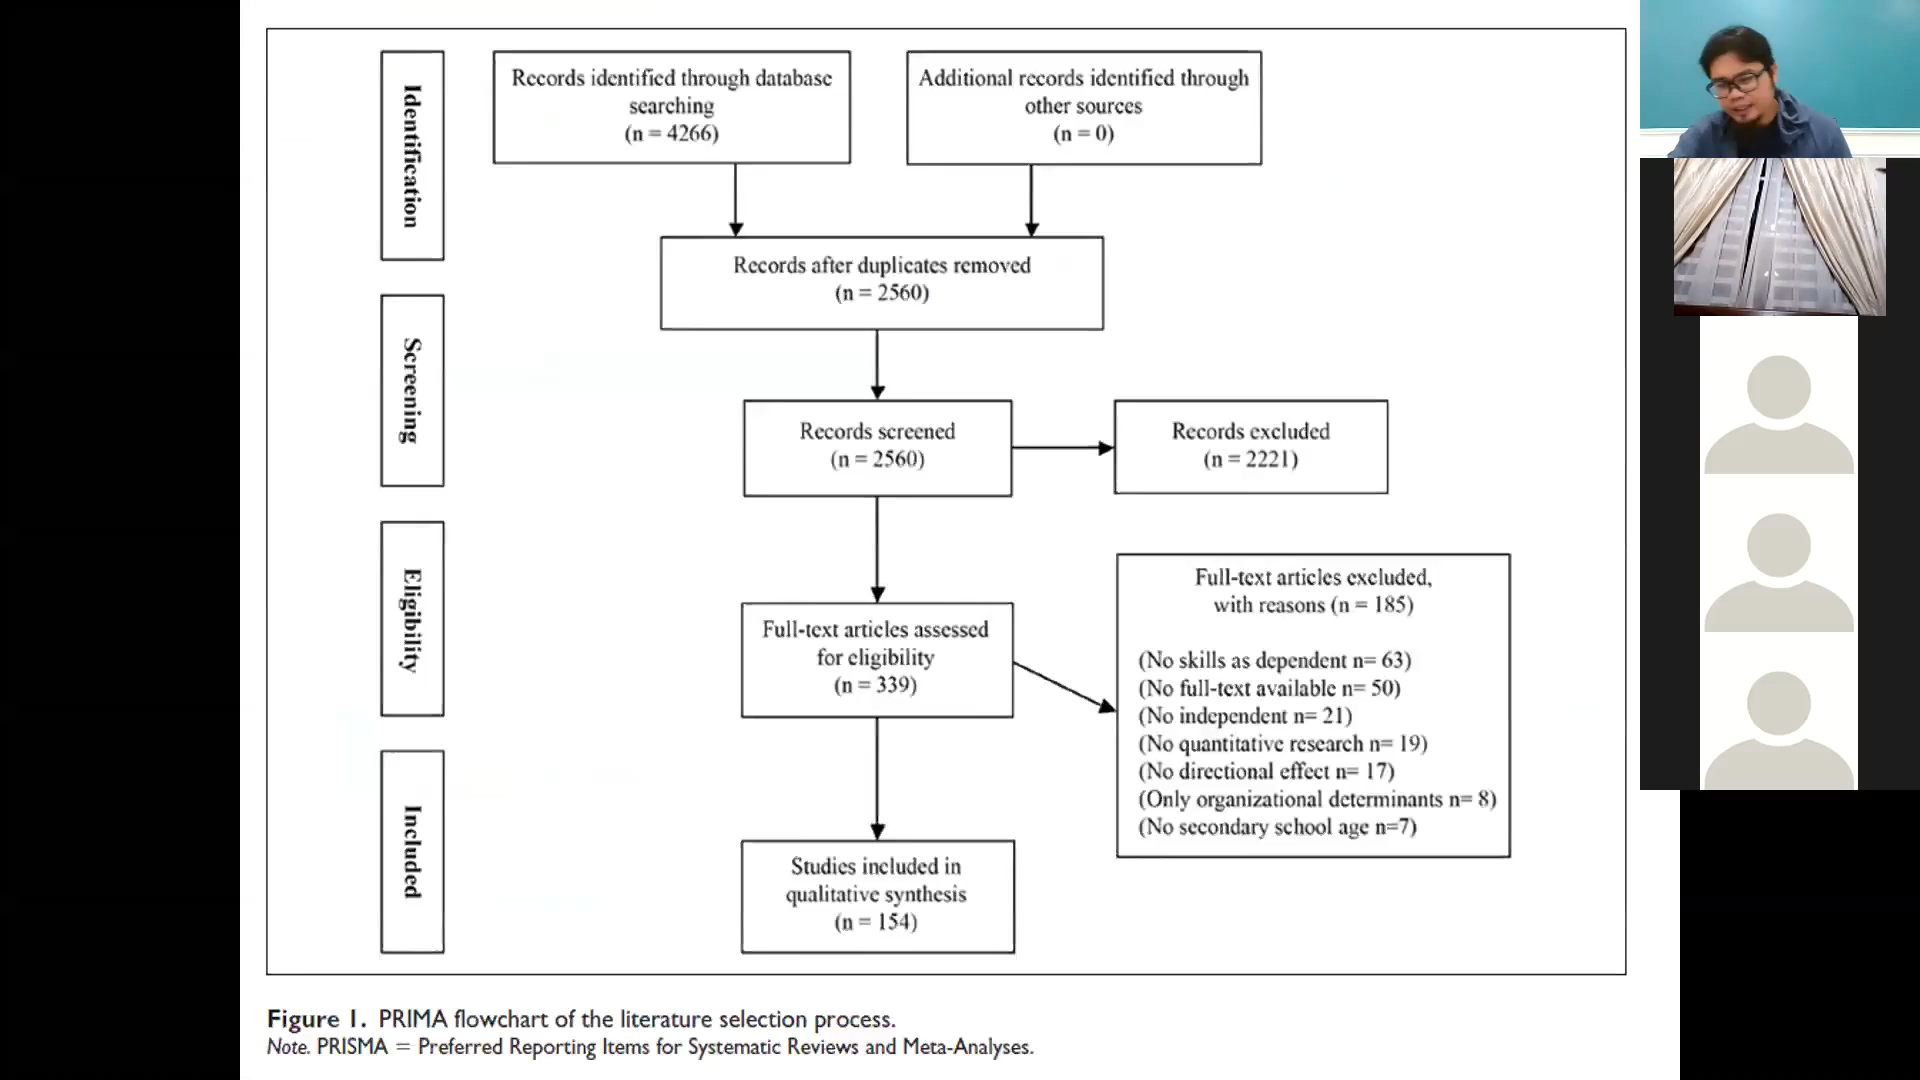 Identification
Records identified through database
searching
(n = 4266)
Additional records identified through
other sources
(n = 0)
Records after duplicates removed
(n = 2560)
Screening
Records screened
(n = 2560)
Records excluded
(n = 2221)
Eligibility
Full-text articles assessed
for eligibility
(n = 339)
Full-text articles excluded,
with reasons (n = 185)
(No skills as dependent n= 63)
(No full-text available n= 50)
(No independent n= 21)
(No quantitative research n= 19)
(No directional effect n= 17)
(Only organizational determinants n= 8)
(No secondary school age n=7)
Included
Studies included in
qualitative synthesis
(n = 154)
Figure 1. PRIMA flowchart of the literature selection process.
Note. PRISMA = Preferred Reporting Items for Systematic Reviews and Meta-Analyses.